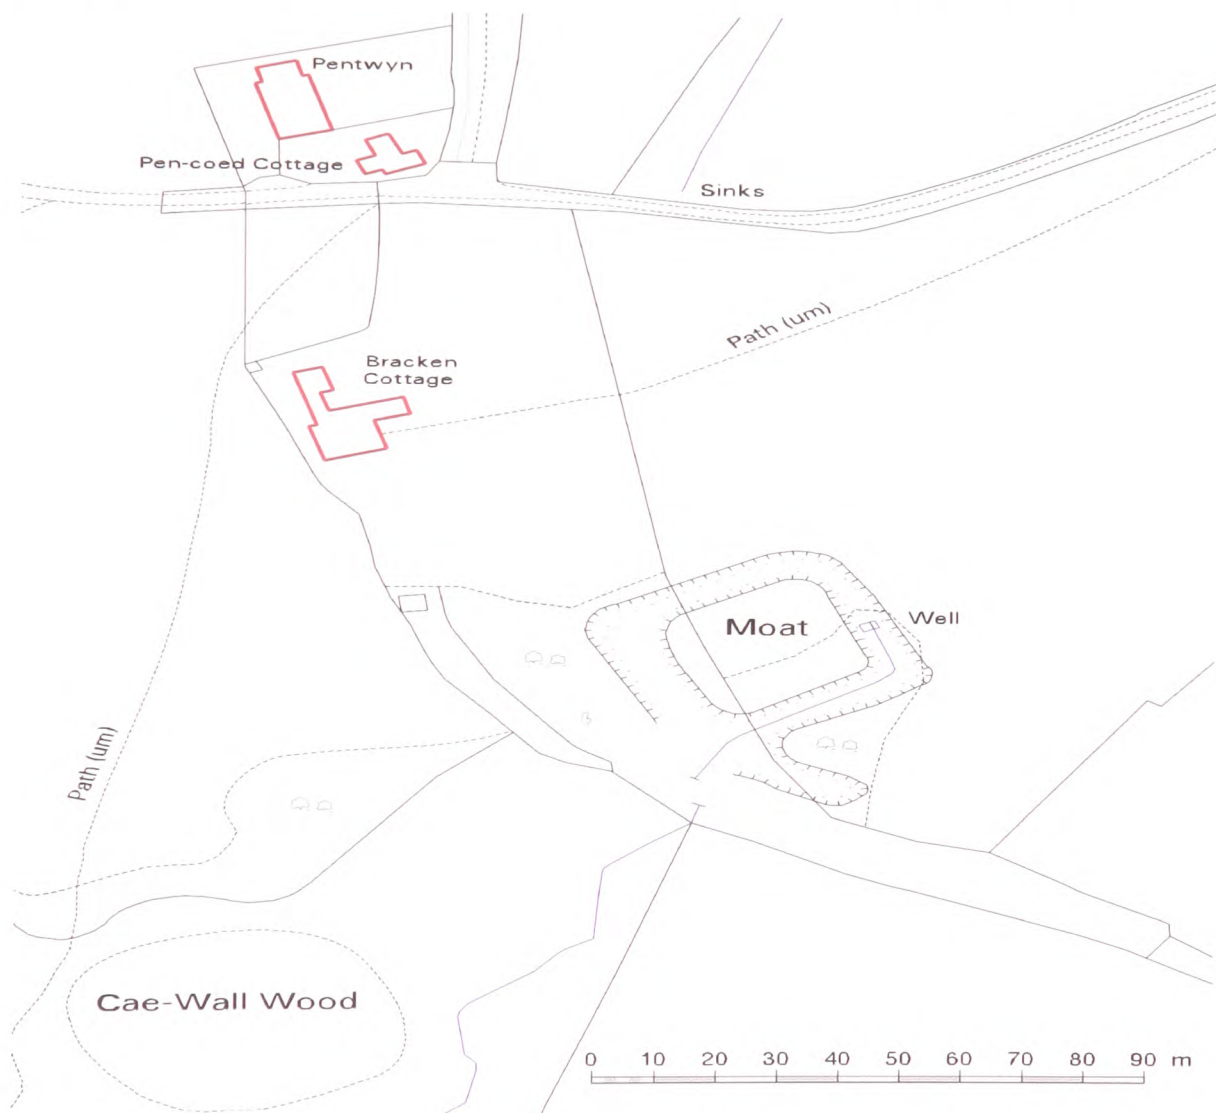 Pentwyn
Pen-coed Cottage
Sinks
Path (um)
Bracken
Cottage
Moat
Well
Path (um)
Cae-Wall Wood
0 10 20 30 40 50 60 70 80 90 m